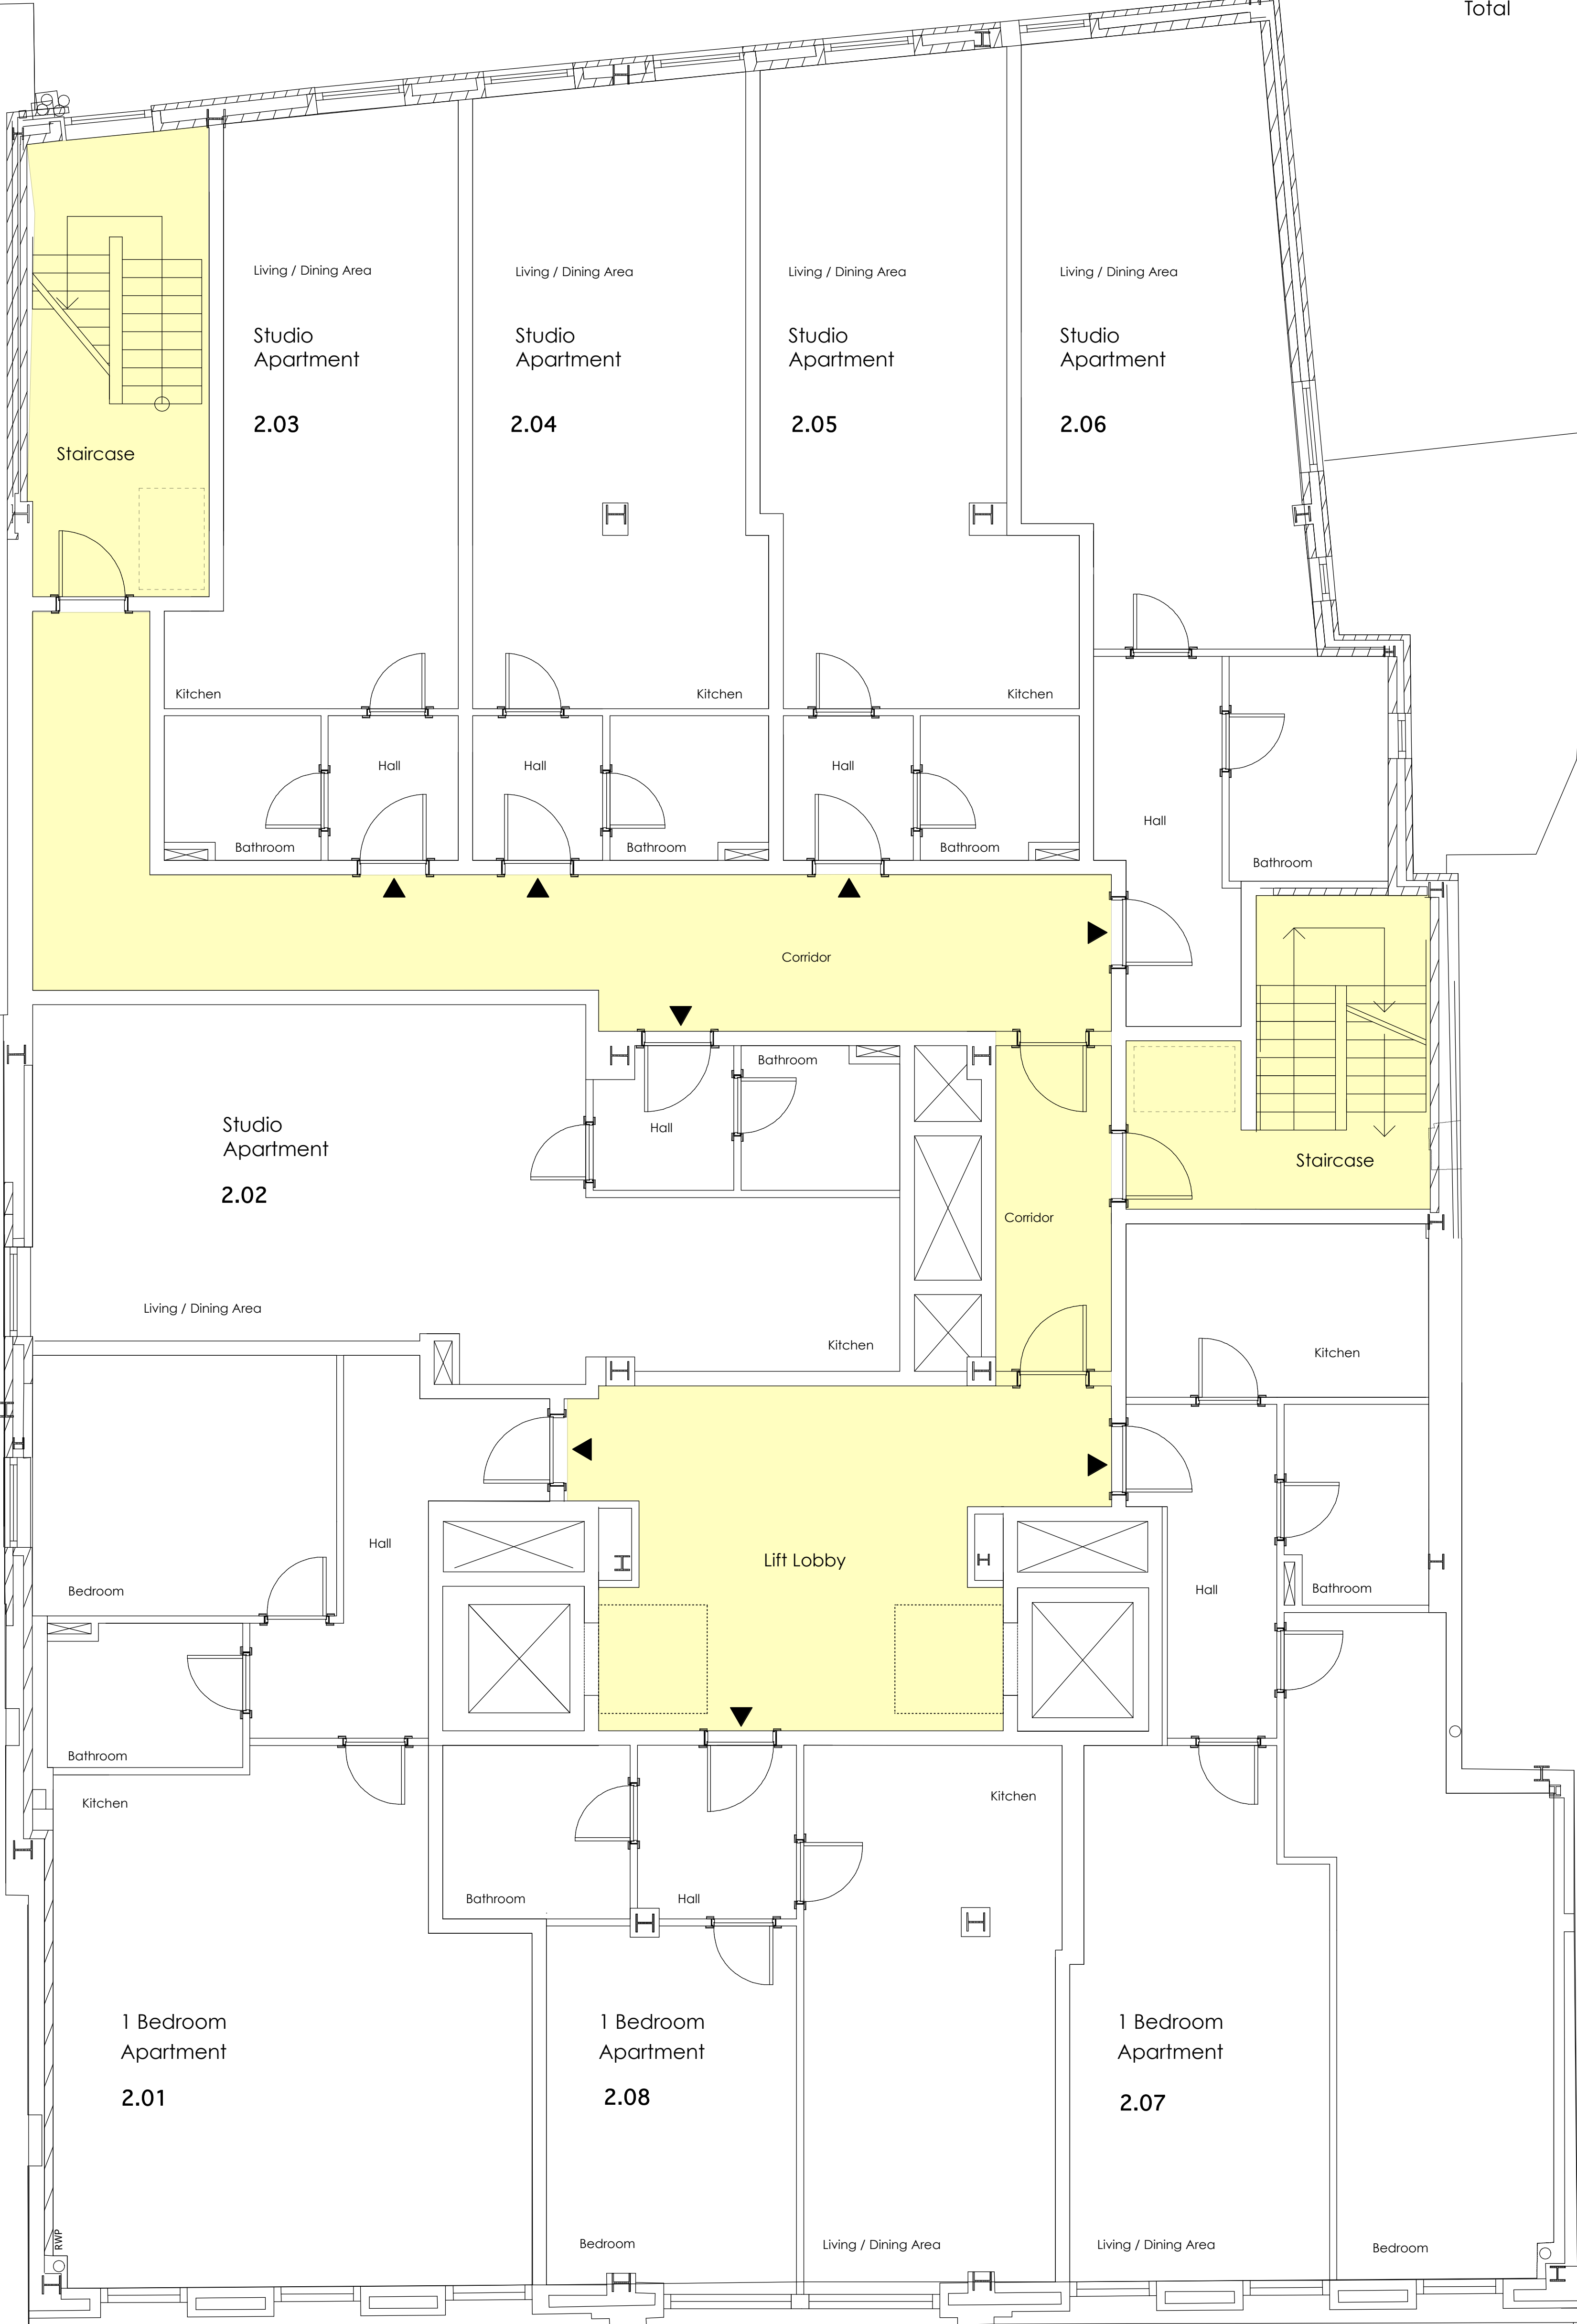 Total
Living / Dining Area
Living / Dining Area
Living / Dining Area
Living / Dining Area
Studio
Apartment
2.03
Studio
Apartment
2.04
Studio
Apartment
2.05
Studio
Apartment
2.06
Staircase
Kitchen
Kitchen
Kitchen
Hall
Hall
Hall
Hall
Bathroom
Bathroom
Bathroom
Bathroom
Corridor
Bathroom
Hall
Studio
Apartment
2.02
Staircase
Corridor
Living / Dining Area
Kitchen
Kitchen
Hall
Lift Lobby
Bedroom
Hall
Bathroom
Bathroom
Kitchen
Kitchen
Bathroom
Hall
1 Bedroom
Apartment
2.01
1 Bedroom
Apartment
2.08
1 Bedroom
Apartment
2.07
RWP
Bedroom
Living / Dining Area
Living / Dining Area
Bedroom